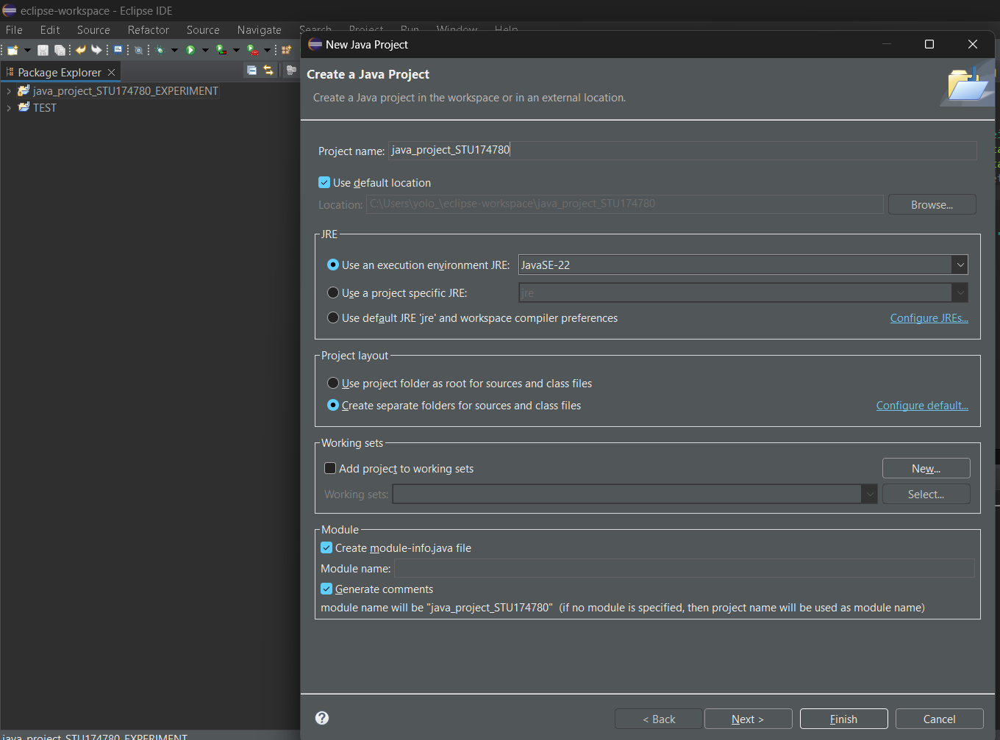 eclipse-workspace - Eclipse IDE
File Edit Source Refactor Source Navigate Search Project Run Window Help
New Java Project
Package Explorer
java_project_STU174780_EXPERIMENT
TEST
Create a Java Project
Create a Java project in the workspace or in an external location.
Project name: java_project_STU174780
Use default location
Location: C:\Users\yolo_\eclipse-workspace\java_project_STU174780 Browse...
JRE
Use an execution environment JRE: JavaSE-22
Use a project specific JRE: jre
Use default JRE 'jre' and workspace compiler preferences Configure JREs...
Project layout
Use project folder as root for sources and class files
Create separate folders for sources and class files Configure default...
Working sets
Add project to working sets New...
Working sets: Select...
Module
Create module-info.java file
Module name:
Generate comments
module name will be "java_project_STU174780" (if no module is specified, then project name will be used as module name)
< Back Next > Finish Cancel
java_project_STU174780_EXPERIMENT